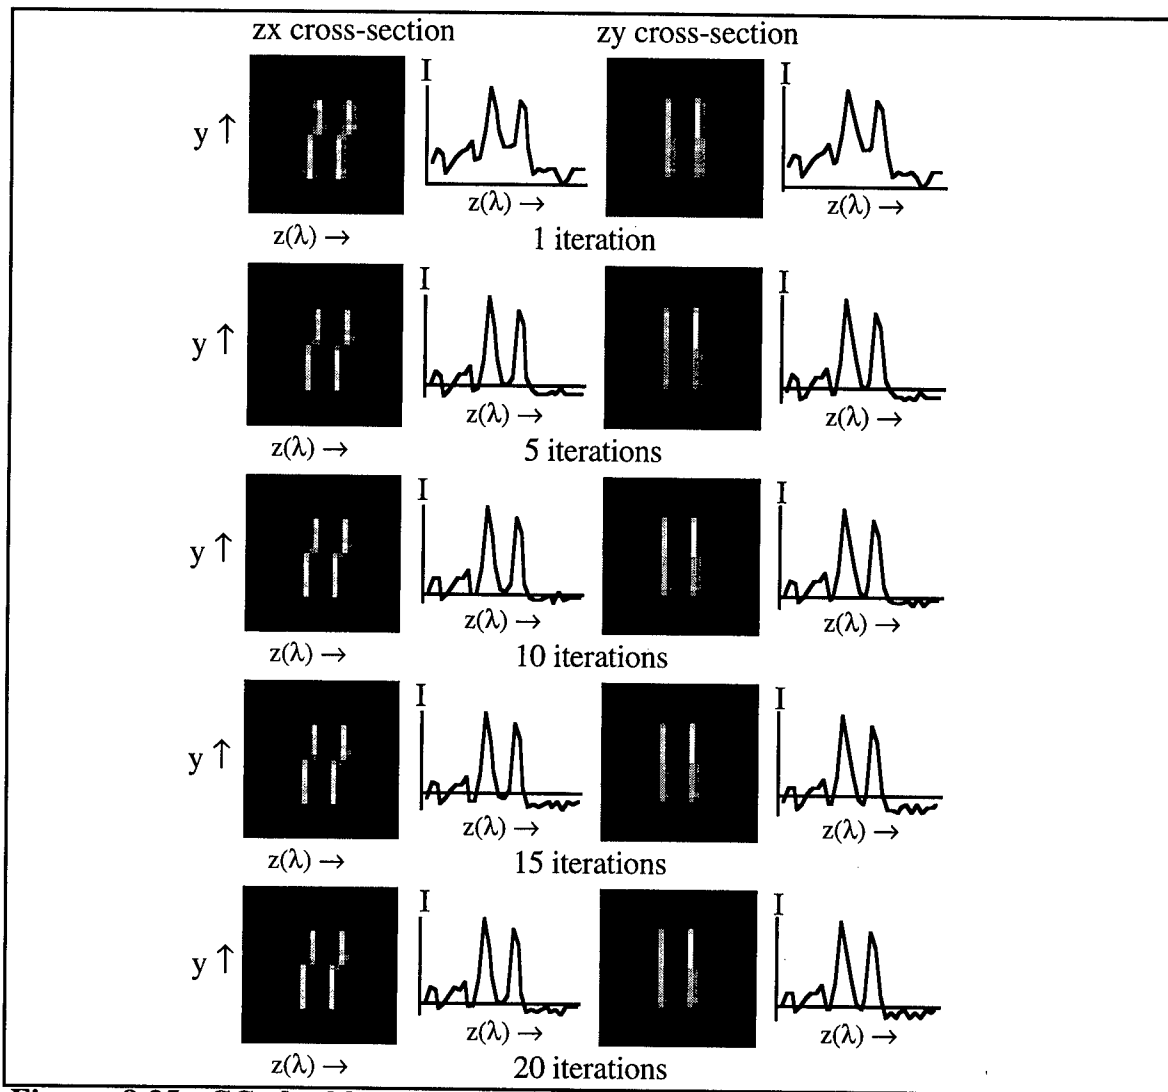 zx cross-section zy cross-section
I I
y ↑
z(λ) → z(λ) →
z(λ) → 1 iteration
I I
y ↑
z(λ) → z(λ) →
z(λ) → 5 iterations
I I
y ↑
z(λ) → z(λ) →
z(λ) → 10 iterations
I I
y ↑
z(λ) → z(λ) →
z(λ) → 15 iterations
I I
y ↑
z(λ) → z(λ) →
z(λ) → 20 iterations